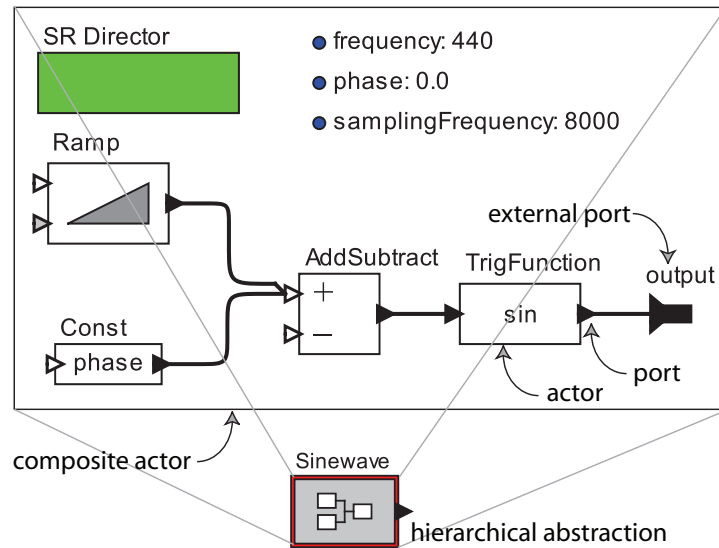 SR Director
frequency: 440
phase: 0.0
samplingFrequency: 8000
Ramp
external port
AddSubtract
TrigFunction
output
+
−
sin
Const
phase
port
actor
composite actor
Sinewave
hierarchical abstraction